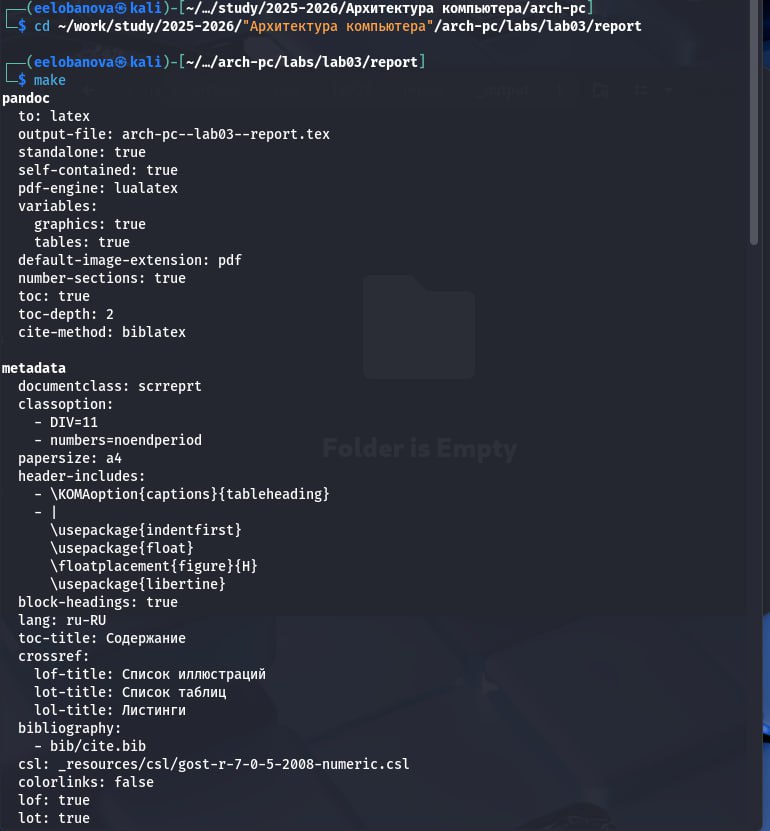 ┌──(eelobanova㉿kali)-[~/…/study/2025-2026/Архитектура компьютера/arch-pc]
└─$ cd ~/work/study/2025-2026/"Архитектура компьютера"/arch-pc/labs/lab03/report
┌──(eelobanova㉿kali)-[~/…/arch-pc/labs/lab03/report]
└─$ make
pandoc
  to: latex
  output-file: arch-pc--lab03--report.tex
  standalone: true
  self-contained: true
  pdf-engine: lualatex
  variables:
    graphics: true
    tables: true
  default-image-extension: pdf
  number-sections: true
  toc: true
  toc-depth: 2
  cite-method: biblatex
metadata
  documentclass: scrreprt
  classoption:
    - DIV=11
    - numbers=noendperiod
  papersize: a4
  header-includes:
    - \KOMAoption{captions}{tableheading}
    - |
      \usepackage{indentfirst}
      \usepackage{float}
      \floatplacement{figure}{H}
      \usepackage{libertine}
  block-headings: true
  lang: ru-RU
  toc-title: Содержание
  crossref:
    lof-title: Список иллюстраций
    lot-title: Список таблиц
    lol-title: Листинги
  bibliography:
    - bib/cite.bib
  csl: _resources/csl/gost-r-7-0-5-2008-numeric.csl
  colorlinks: false
  lof: true
  lot: true
Folder is Empty